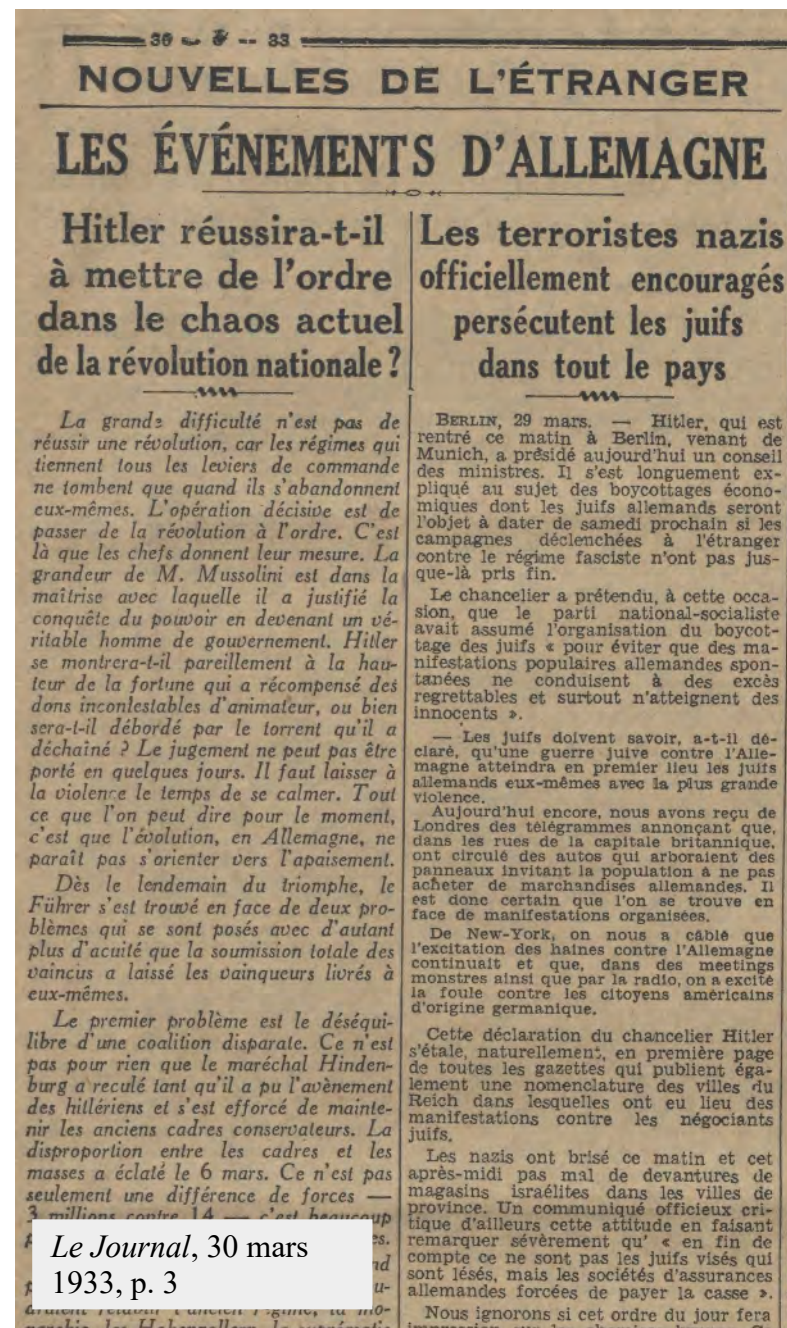 30 - 3 -- 33
NOUVELLES DE L'ÉTRANGER
LES ÉVÉNEMENTS D'ALLEMAGNE
Hitler réussira-t-il
à mettre de l'ordre
dans le chaos actuel
de la révolution nationale ?
La grande difficulté n'est pas de
réussir une révolution, car les régimes qui
tiennent tous les leviers de commande
ne tombent que quand ils s'abandonnent
eux-mêmes. L'opération décisive est de
passer de la révolution à l'ordre. C'est
là que les chefs donnent leur mesure. La
grandeur de M. Mussolini est dans la
maîtrise avec laquelle il a justifié la
conquête du pouvoir en devenant un vé-
ritable homme de gouvernement. Hitler
se montrera-t-il pareillement à la hau-
teur de la fortune qui a récompensé des
dons incontestables d'animateur, ou bien
sera-t-il débordé par le torrent qu'il a
déchaîné ? Le jugement ne peut pas être
porté en quelques jours. Il faut laisser à
la violence le temps de se calmer. Tout
ce que l'on peut dire pour le moment,
c'est que l'évolution, en Allemagne, ne
paraît pas s'orienter vers l'apaisement.
Dès le lendemain du triomphe, le
Führer s'est trouvé en face de deux pro-
blèmes qui se sont posés avec d'autant
plus d'acuité que la soumission totale des
vaincus a laissé les vainqueurs livrés à
eux-mêmes.
Le premier problème est le déséqui-
libre d'une coalition disparate. Ce n'est
pas pour rien que le maréchal Hinden-
burg a reculé tant qu'il a pu l'avènement
des hitlériens et s'est efforcé de mainte-
nir les anciens cadres conservateurs. La
disproportion entre les cadres et les
masses a éclaté le 6 mars. Ce n'est pas
seulement une différence de forces —
3 millions contre 14 — c'est beaucoup
Le Journal, 30 mars
1933, p. 3
Les terroristes nazis
officiellement encouragés
persécutent les juifs
dans tout le pays
BERLIN, 29 mars. — Hitler, qui est
rentré ce matin à Berlin, venant de
Munich, a présidé aujourd'hui un conseil
des ministres. Il s'est longuement ex-
pliqué au sujet des boycottages écono-
miques dont les juifs allemands seront
l'objet à dater de samedi prochain si les
campagnes déclenchées à l'étranger
contre le régime fasciste n'ont pas jus-
que-là pris fin.
Le chancelier a prétendu, à cette occa-
sion, que le parti national-socialiste
avait assumé l'organisation du boycot-
tage des juifs « pour éviter que des ma-
nifestations populaires allemandes spon-
tanées ne conduisent à des excès
regrettables et surtout n'atteignent des
innocents ».
— Les juifs doivent savoir, a-t-il dé-
claré, qu'une guerre juive contre l'Alle-
magne atteindra en premier lieu les juifs
allemands eux-mêmes avec la plus grande
violence.
Aujourd'hui encore, nous avons reçu de
Londres des télégrammes annonçant que,
dans les rues de la capitale britannique,
ont circulé des autos qui arboraient des
panneaux invitant la population à ne pas
acheter de marchandises allemandes. Il
est donc certain que l'on se trouve en
face de manifestations organisées.
De New-York, on nous a câblé que
l'excitation des haines contre l'Allemagne
continuait et que, dans des meetings
monstres ainsi que par la radio, on a excité
la foule contre les citoyens américains
d'origine germanique.
Cette déclaration du chancelier Hitler
s'étale, naturellement, en première page
de toutes les gazettes qui publient éga-
lement une nomenclature des villes du
Reich dans lesquelles ont eu lieu des
manifestations contre les négociants
juifs.
Les nazis ont brisé ce matin et cet
après-midi pas mal de devantures de
magasins israélites dans les villes de
province. Un communiqué officieux cri-
tique d'ailleurs cette attitude en faisant
remarquer sévèrement qu' « en fin de
compte ce ne sont pas les juifs visés qui
sont lésés, mais les sociétés d'assurances
allemandes forcées de payer la casse ».
Nous ignorons si cet ordre du jour fera